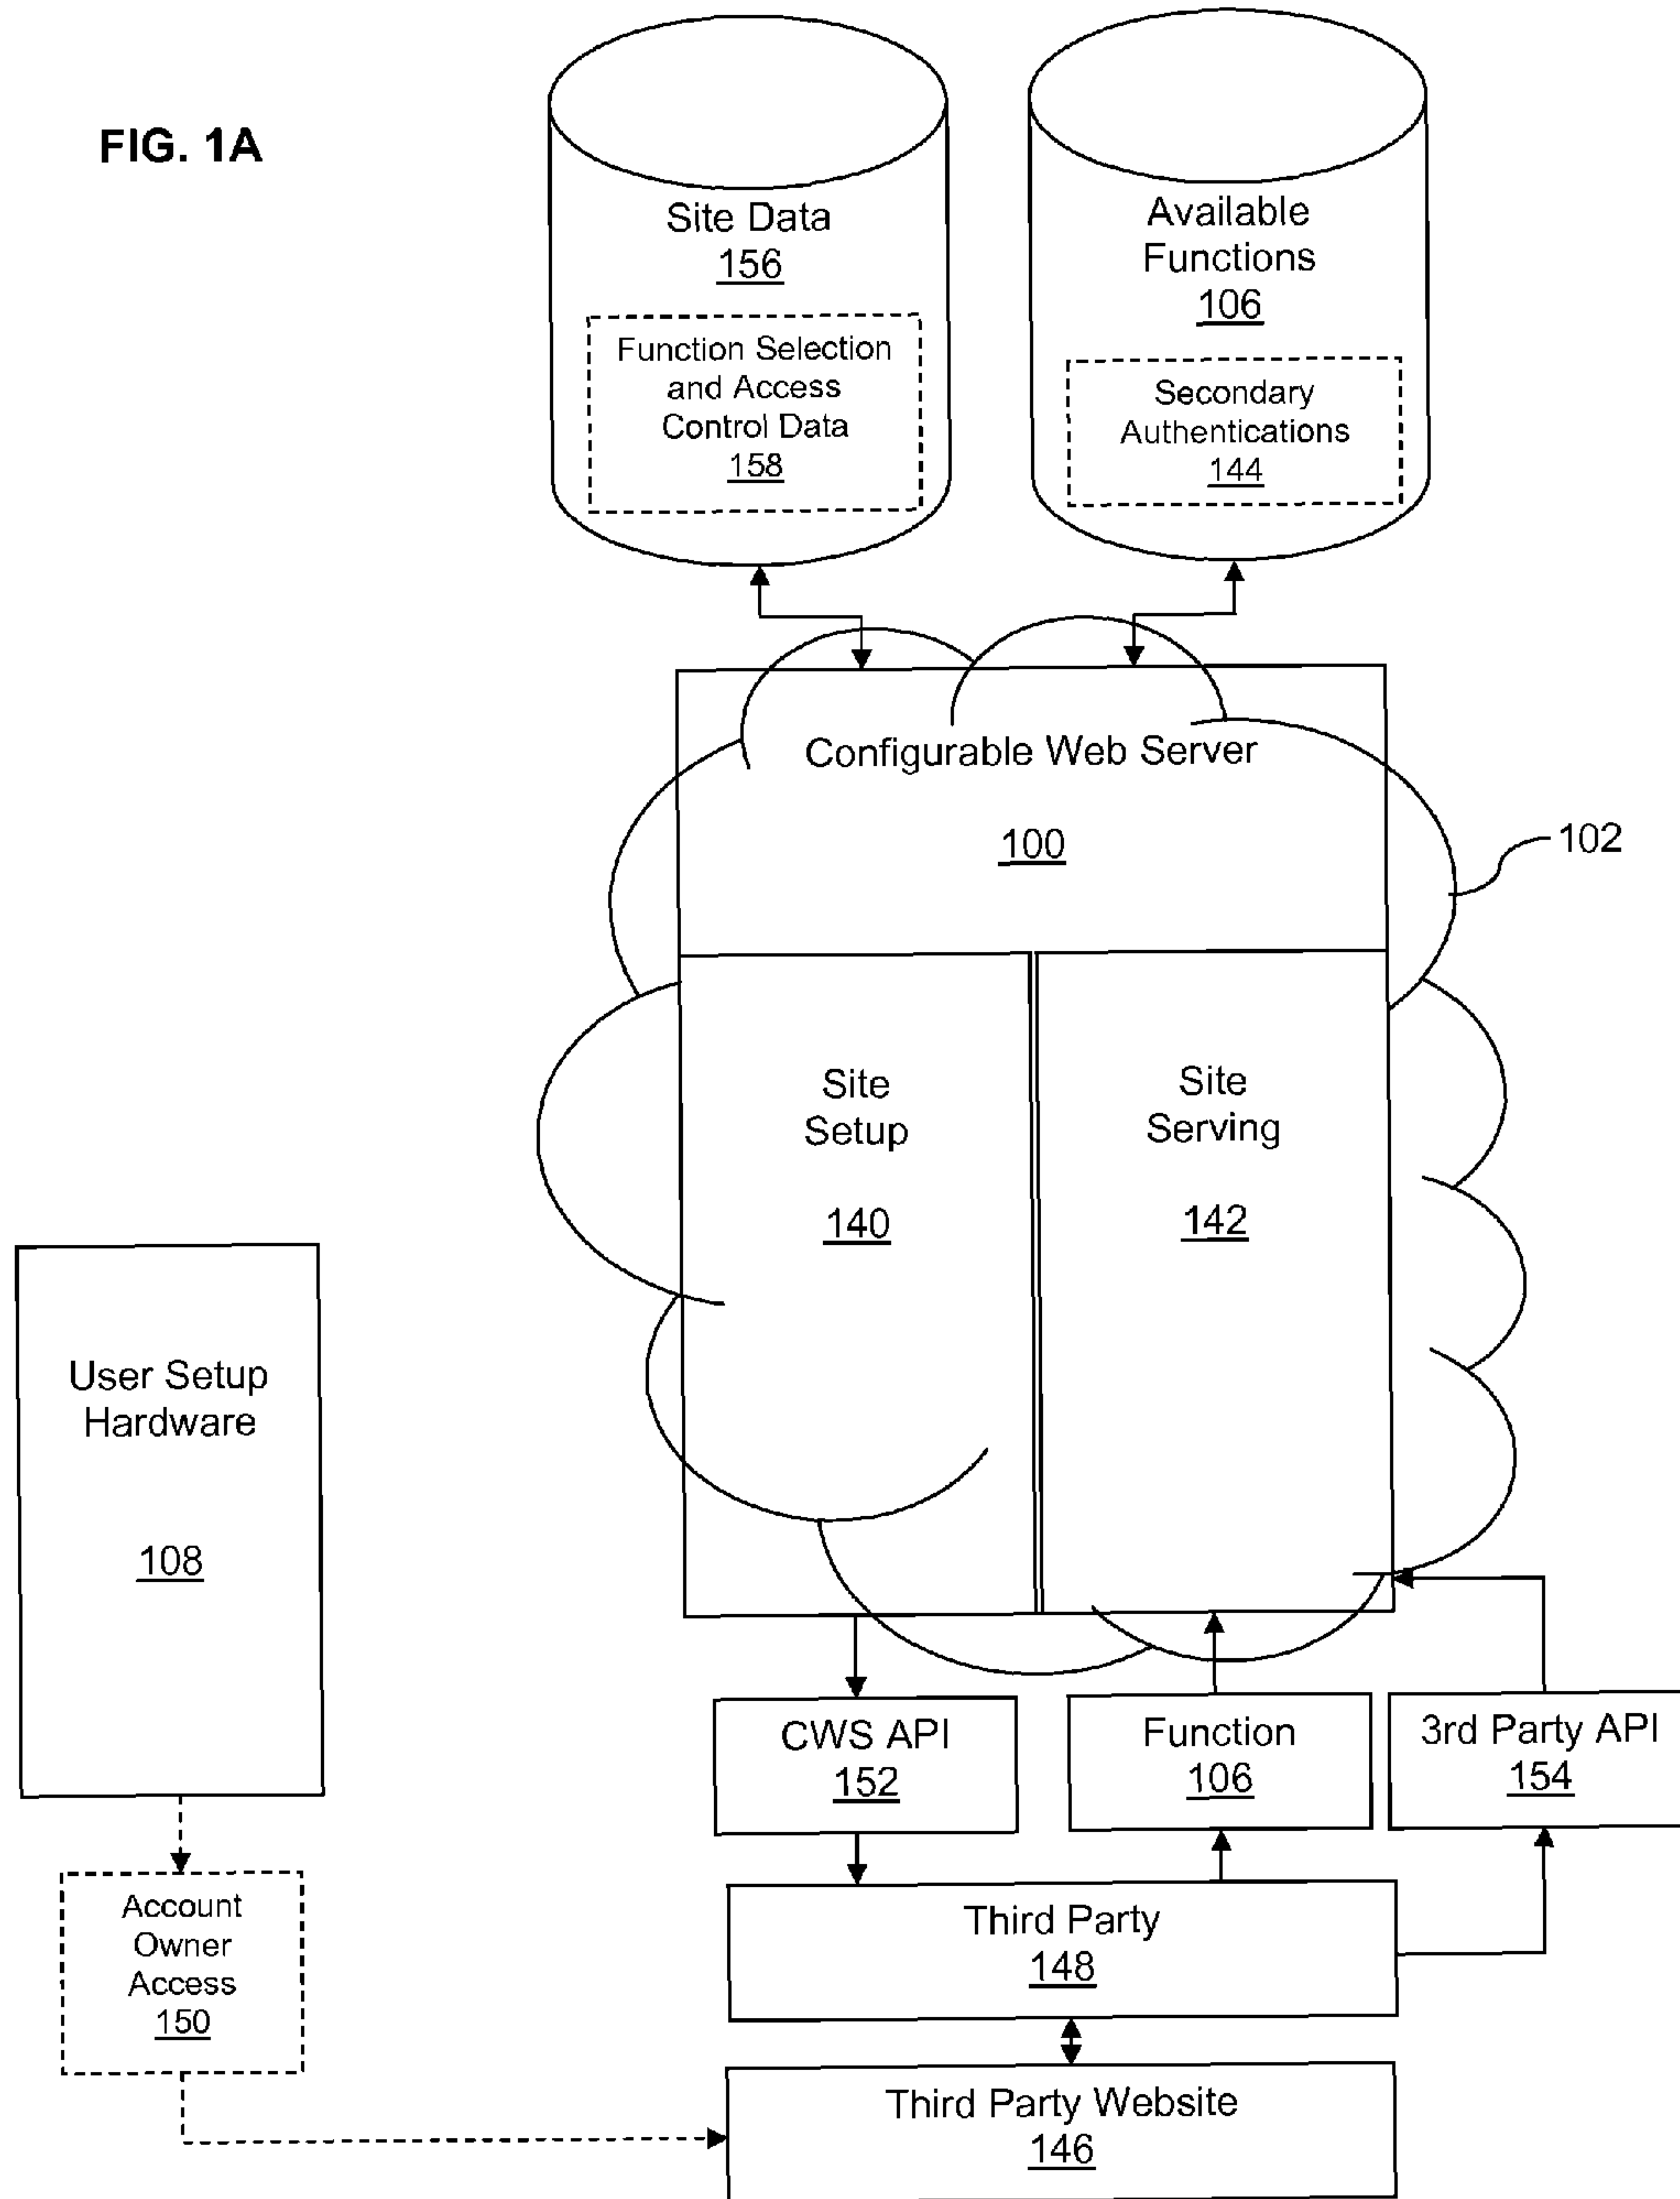 FIG. 1A
Site Data
156
Function Selection
and Access
Control Data
158
Available
Functions
106
Secondary
Authentications
144
Configurable Web Server
100
102
Site
Setup
140
Site
Serving
142
User Setup
Hardware
108
CWS API
152
Function
106
3rd Party API
154
Account
Owner
Access
150
Third Party
148
Third Party Website
146